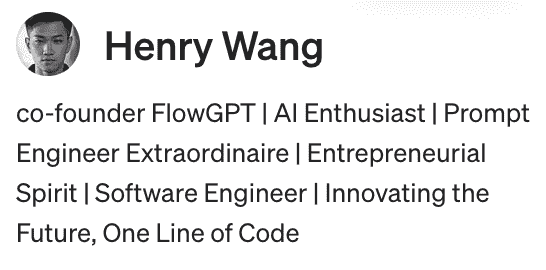 Henry Wang
co-founder FlowGPT | AI Enthusiast | Prompt
Engineer Extraordinaire | Entrepreneurial
Spirit | Software Engineer | Innovating the
Future, One Line of Code